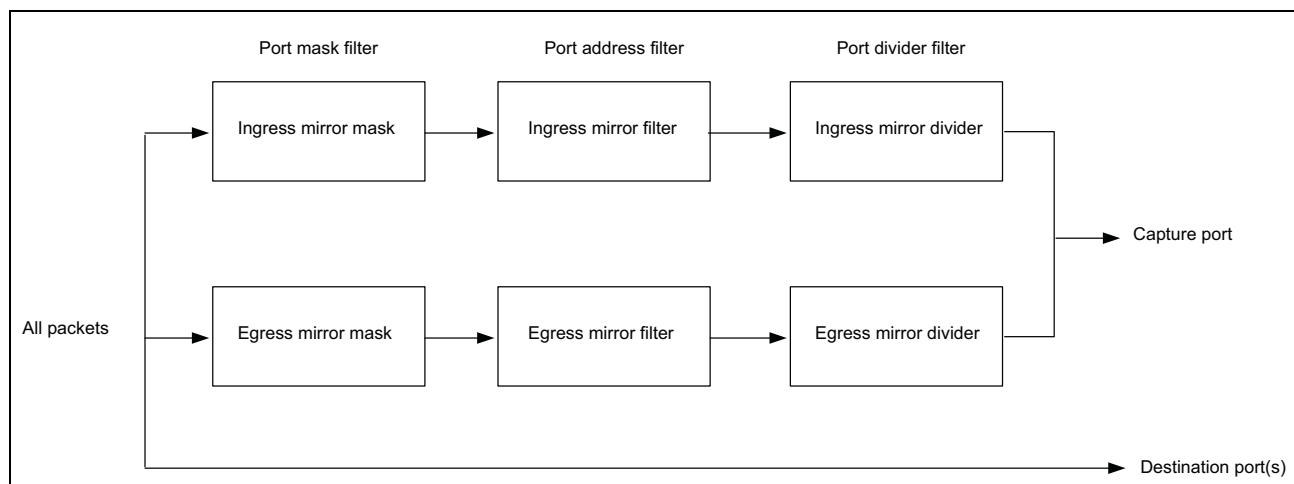 Port mask filter
Port address filter
Port divider filter
Ingress mirror mask
Ingress mirror filter
Ingress mirror divider
Capture port
All packets
Egress mirror mask
Egress mirror filter
Egress mirror divider
Destination port(s)